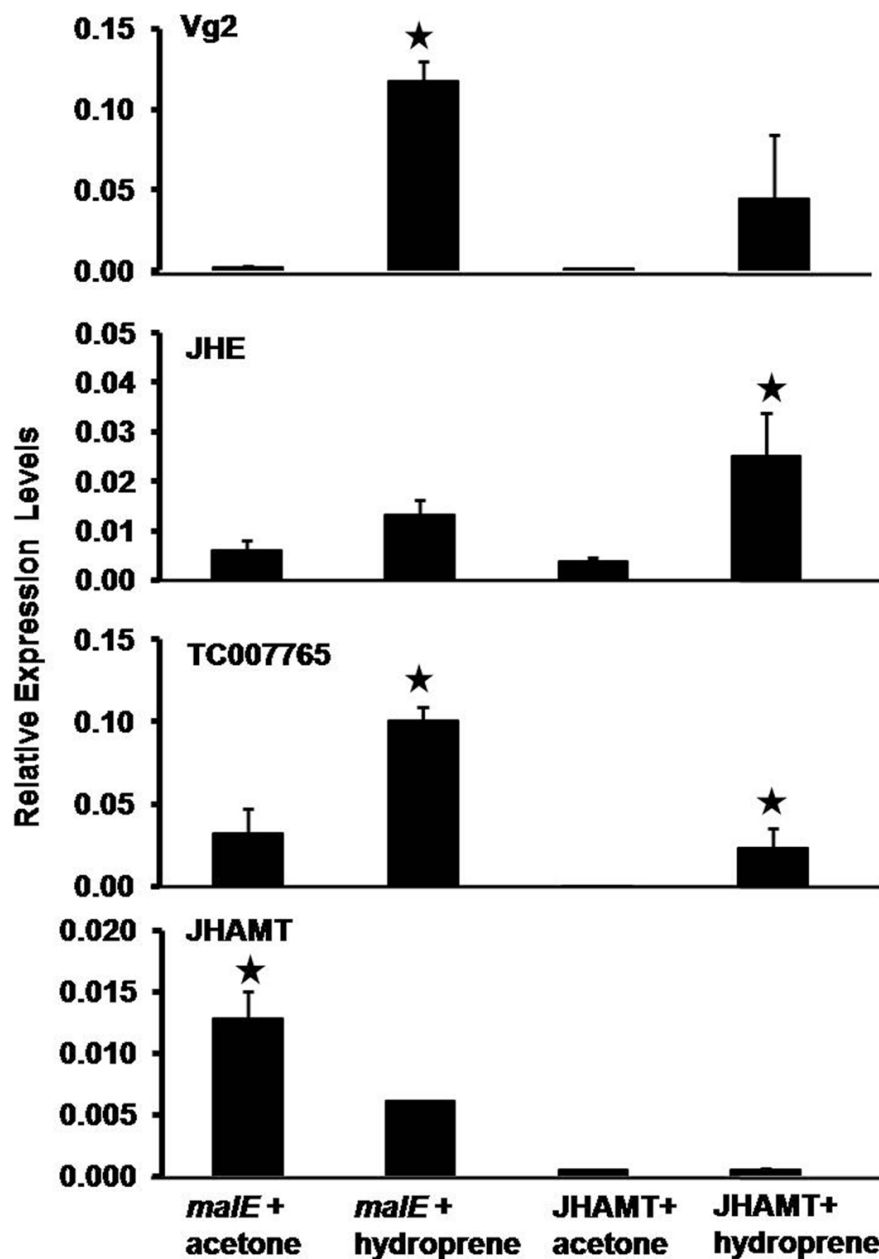 Relative Expression Levels
Vg2
0.15
0.10
0.05
0.00
JHE
0.05
0.04
0.03
0.02
0.01
0.00
TC007765
0.15
0.10
0.05
0.00
JHAMT
0.020
0.015
0.010
0.005
0.000
malE +
acetone
malE +
hydroprene
JHAMT+
acetone
JHAMT+
hydroprene